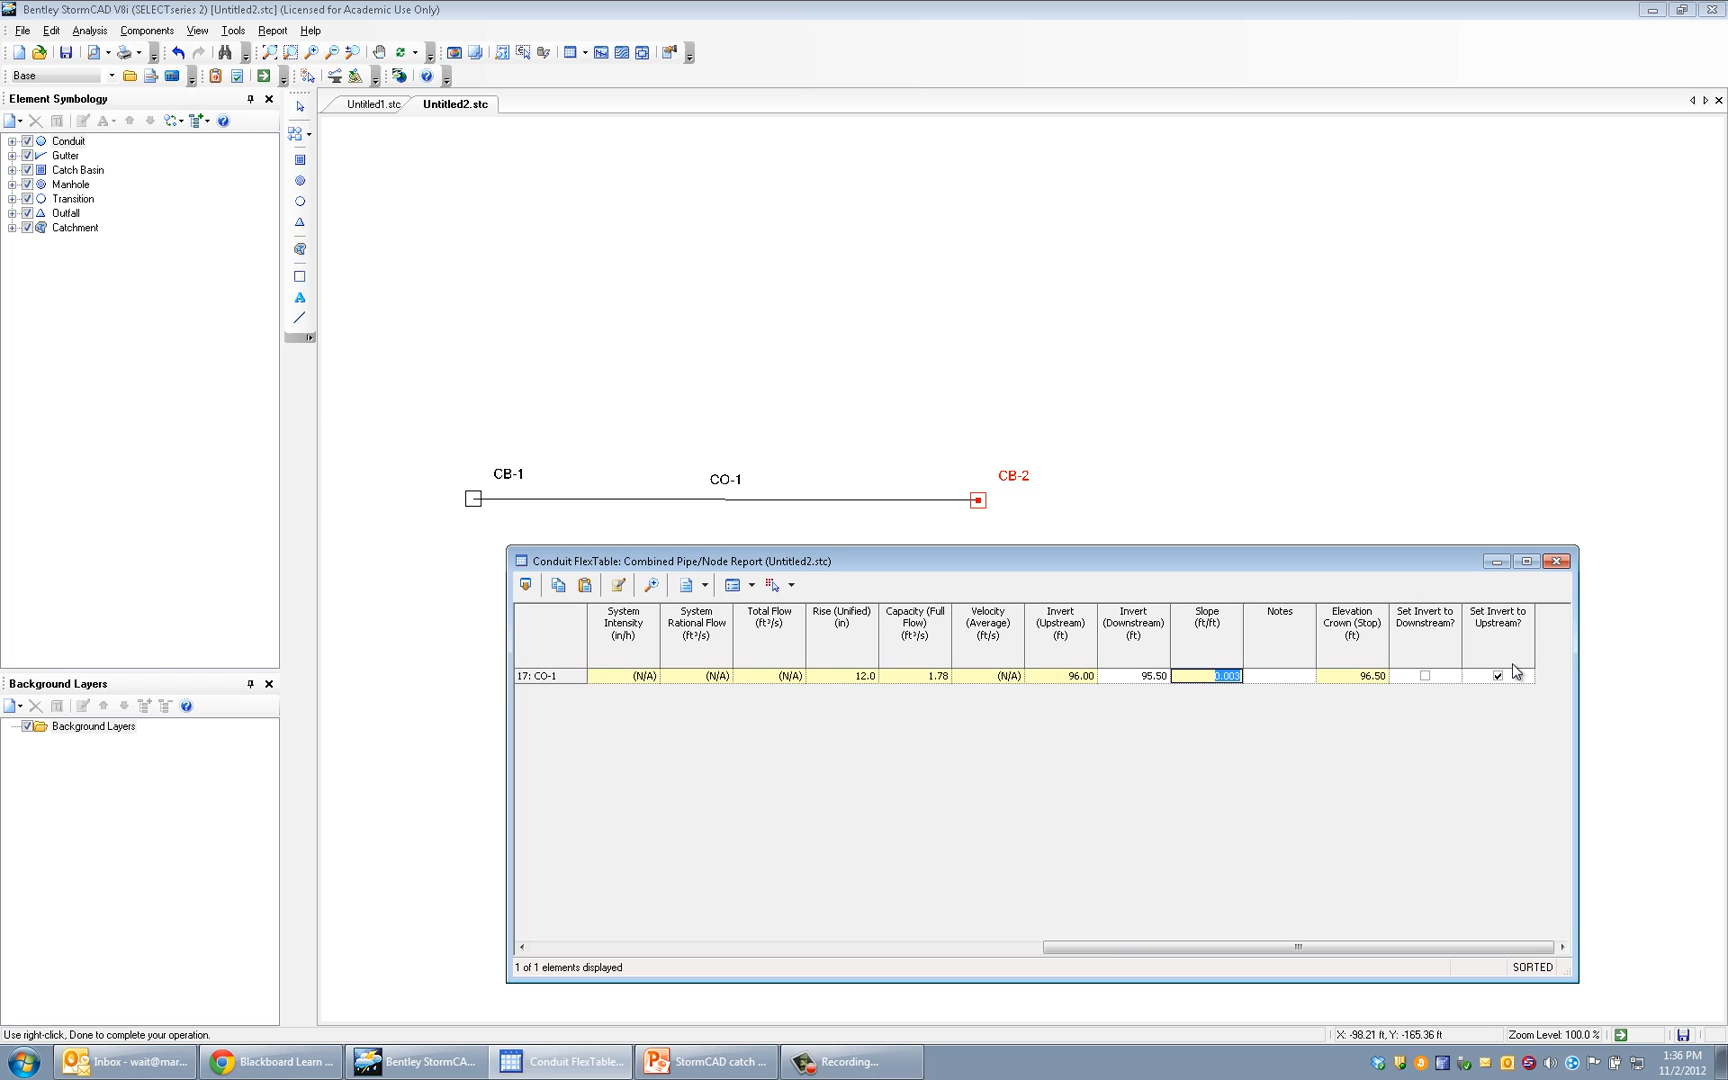 Bentley StormCAD V8i (SELECTseries 2) [Untitled2.stc] (Licensed for Academic Use Only)
File Edit Analysis Components View Tools Report Help
Base
Element Symbology
Untitled1.stc Untitled2.stc
Conduit
Gutter
Catch Basin
Manhole
Transition
Outfall
Catchment
CB-1
CO-1
CB-2
Conduit FlexTable: Combined Pipe/Node Report (Untitled2.stc)
System Intensity (in/h) System Rational Flow (ft³/s) Total Flow (ft³/s) Rise (Unified) (in) Capacity (Full Flow) (ft³/s) Velocity (Average) (ft/s) Invert (Upstream) (ft) Invert (Downstream) (ft) Slope (ft/ft) Notes Elevation Crown (Stop) (ft) Set Invert to Downstream? Set Invert to Upstream?
17: CO-1 (N/A) (N/A) (N/A) 12.0 1.78 (N/A) 96.00 95.50 0.003 96.50
Background Layers
Background Layers
1 of 1 elements displayed SORTED
Use right-click, Done to complete your operation. X: -98.21 ft, Y: -165.36 ft Zoom Level: 100.0 %
Inbox - wait@mar... Blackboard Learn ... Bentley StormCA... Conduit FlexTable... StormCAD catch ... Recording... 1:36 PM
11/2/2012